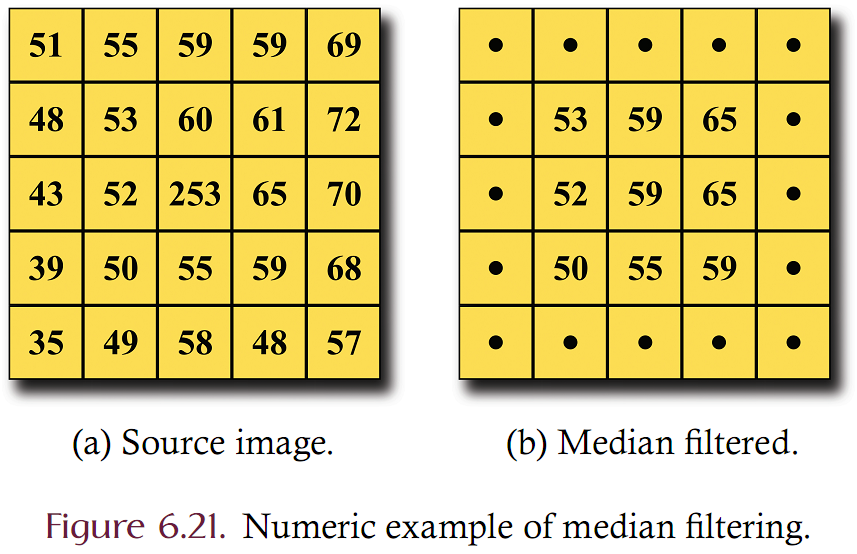 51 55 59 59 69
48 53 60 61 72
43 52 253 65 70
39 50 55 59 68
35 49 58 48 57
(a) Source image.
• • • • •
• 53 59 65 •
• 52 59 65 •
• 50 55 59 •
• • • • •
(b) Median filtered.
Figure 6.21. Numeric example of median filtering.